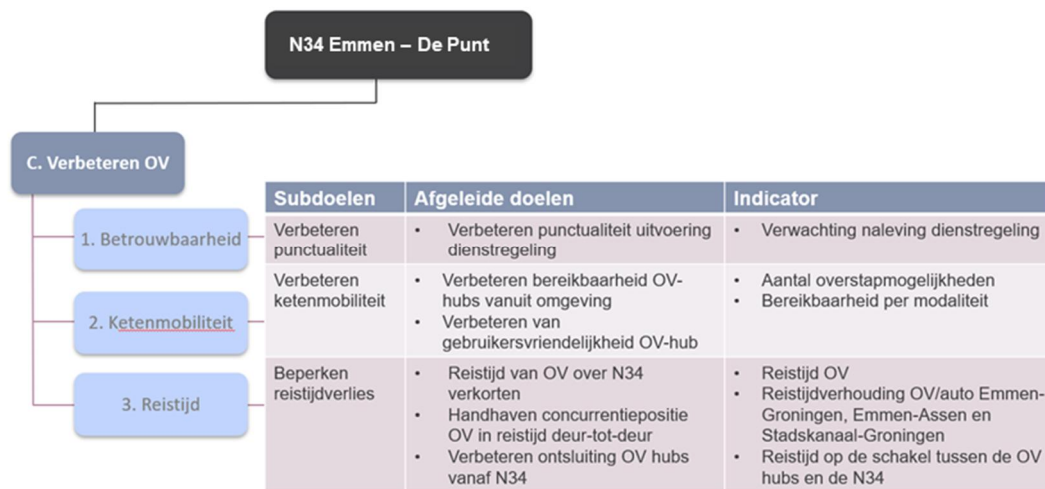 N34 Emmen – De Punt
C. Verbeteren OV
1. Betrouwbaarheid
2. Ketenmobiliteit
3. Reistijd
Subdoelen
Afgeleide doelen
Indicator
Verbeteren
punctualiteit
• Verbeteren punctualiteit uitvoering
dienstregeling
• Verwachting naleving dienstregeling
Verbeteren
ketenmobiliteit
• Verbeteren bereikbaarheid OV-
hubs vanuit omgeving
• Verbeteren van
gebruikersvriendelijkheid OV-hub
• Aantal overstapmogelijkheden
• Bereikbaarheid per modaliteit
Beperken
reistijdverlies
• Reistijd van OV over N34
verkorten
• Handhaven concurrentiepositie
OV in reistijd deur-tot-deur
• Verbeteren ontsluiting OV hubs
vanaf N34
• Reistijd OV
• Reistijdverhouding OV/auto Emmen-
Groningen, Emmen-Assen en
Stadskanaal-Groningen
• Reistijd op de schakel tussen de OV
hubs en de N34